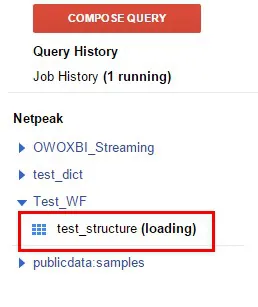 COMPOSE QUERY
Query History
Job History (1 running)
Netpeak
OWOXBI_Streaming
test_dict
Test_WF
test_structure (loading)
publicdata:samples